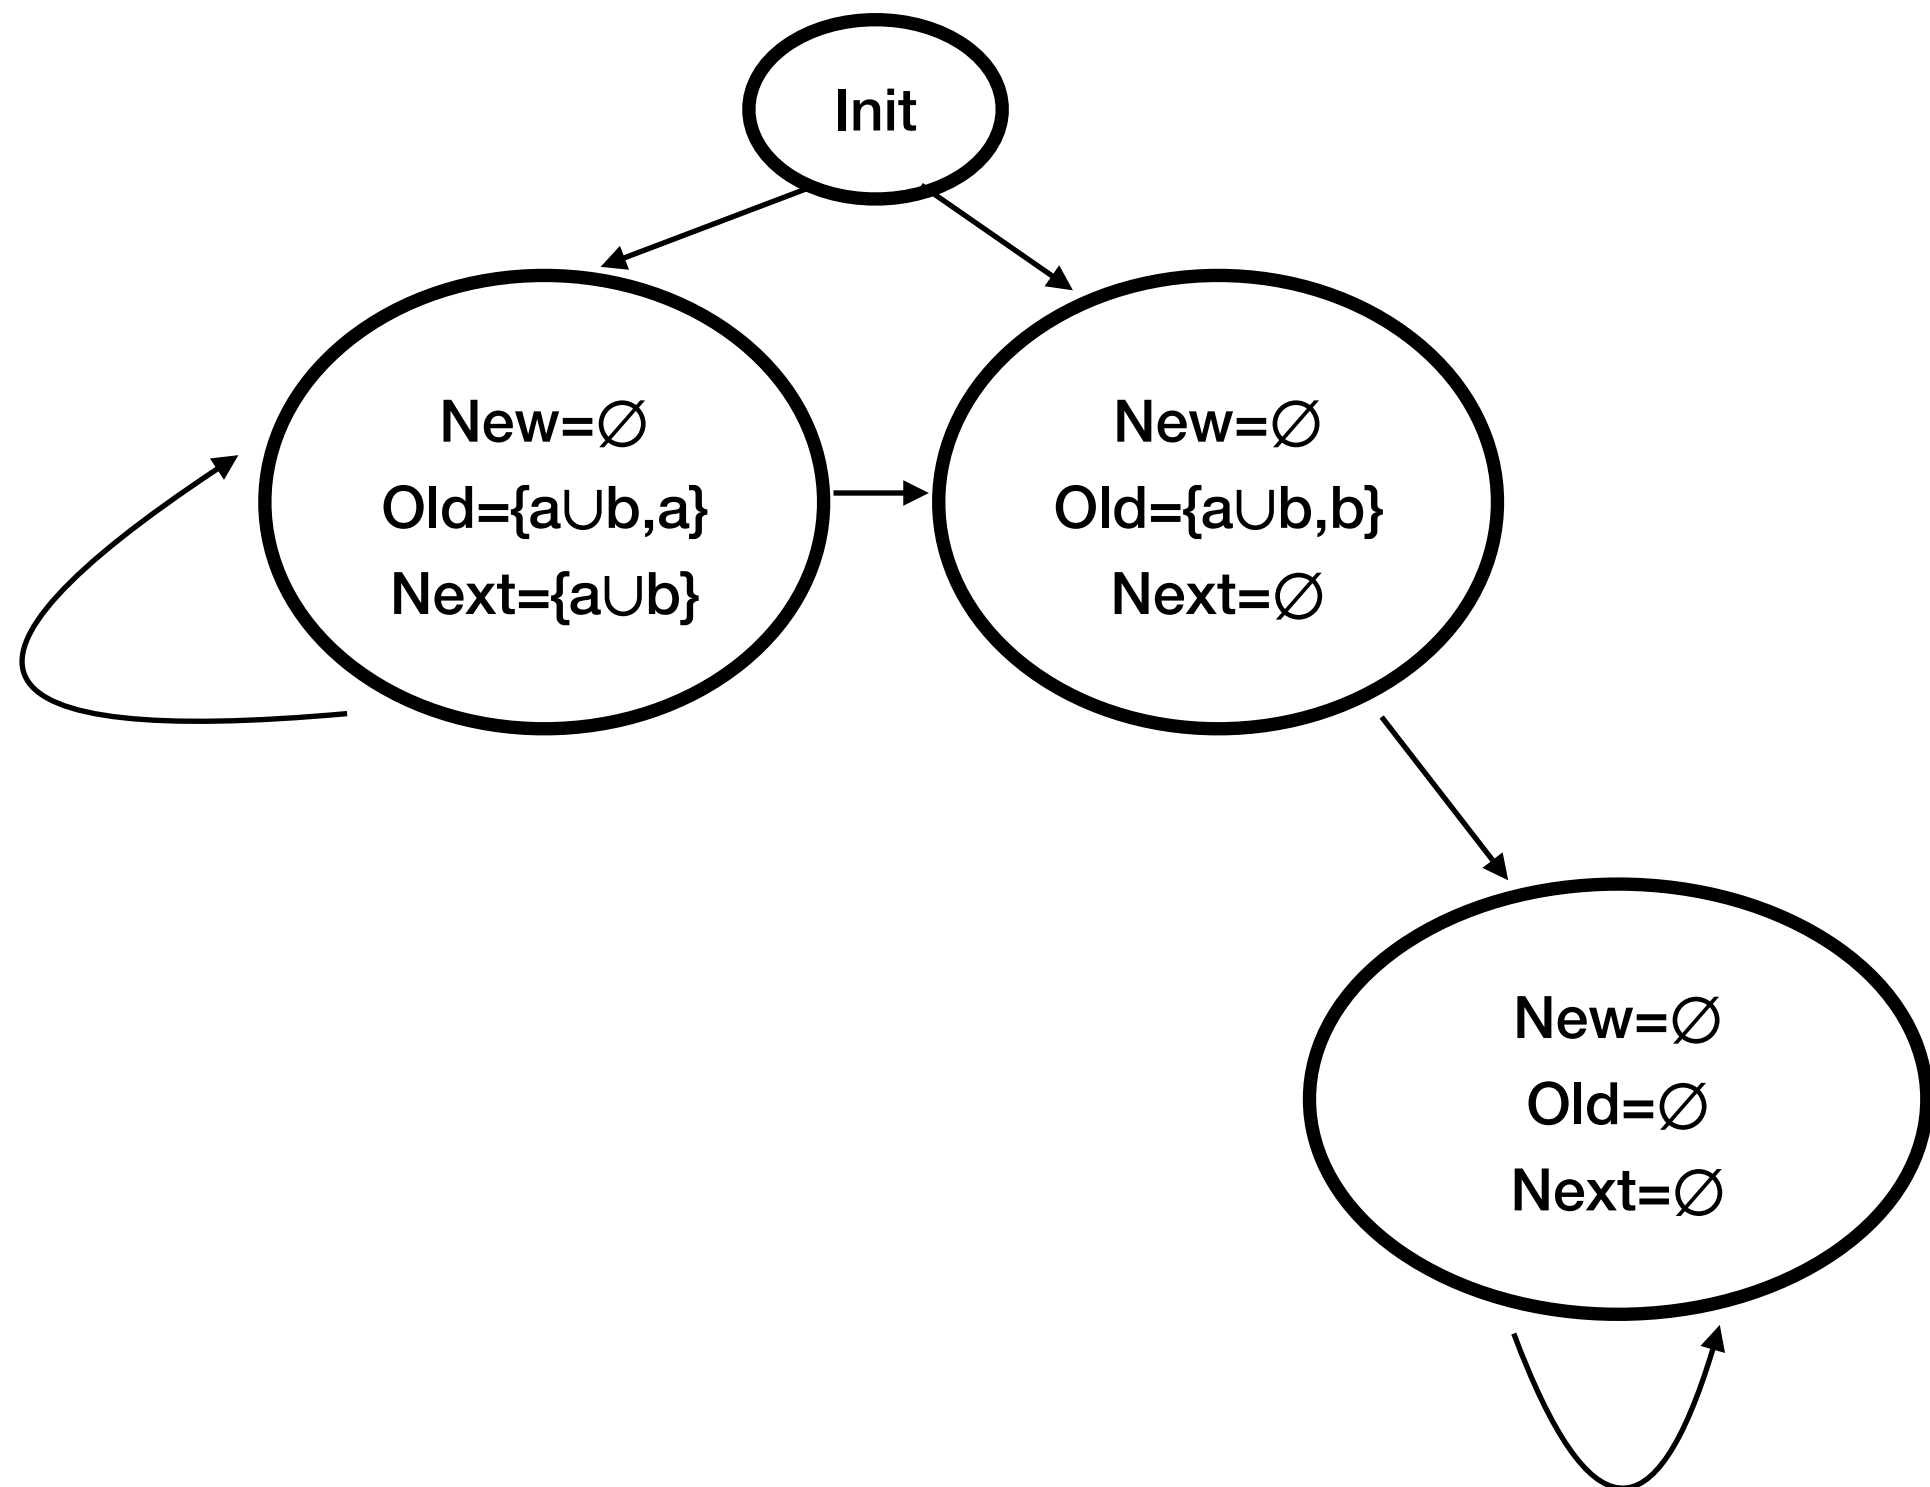 Init
New=∅
Old={a∪b,a}
Next={a∪b}
New=∅
Old={a∪b,b}
Next=∅
New=∅
Old=∅
Next=∅